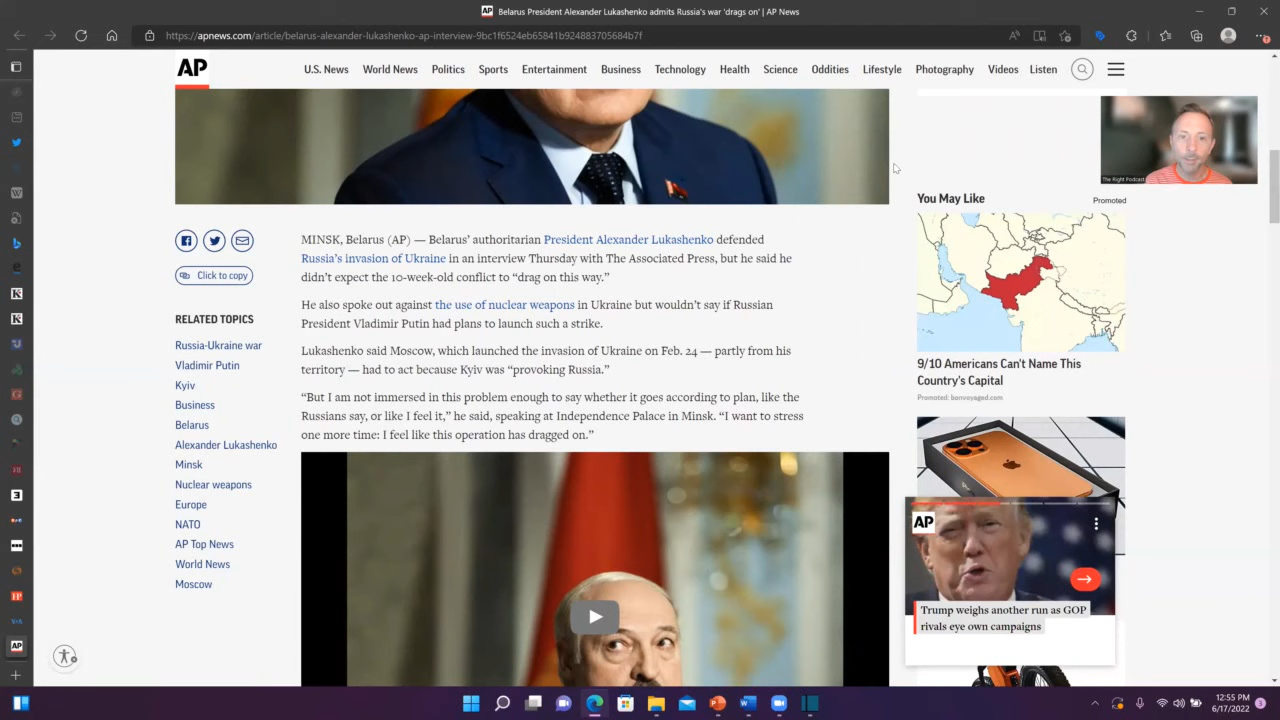 AP Belarus President Alexander Lukashenko admits Russia's war 'drags on' | AP News
https://apnews.com/article/belarus-alexander-lukashenko-ap-interview-9bc1f6524eb65841b924883705684b7f
AP
U.S. News World News Politics Sports Entertainment Business Technology Health Science Oddities Lifestyle Photography Videos Listen
The Right Podcast
You May Like
Promoted
MINSK, Belarus (AP) — Belarus' authoritarian President Alexander Lukashenko defended
Russia's invasion of Ukraine in an interview Thursday with The Associated Press, but he said he
didn't expect the 10-week-old conflict to “drag on this way.”
Click to copy
He also spoke out against the use of nuclear weapons in Ukraine but wouldn't say if Russian
President Vladimir Putin had plans to launch such a strike.
Lukashenko said Moscow, which launched the invasion of Ukraine on Feb. 24 — partly from his
territory — had to act because Kyiv was “provoking Russia.”
“But I am not immersed in this problem enough to say whether it goes according to plan, like the
Russians say, or like I feel it,” he said, speaking at Independence Palace in Minsk. “I want to stress
one more time: I feel like this operation has dragged on.”
RELATED TOPICS
Russia-Ukraine war
Vladimir Putin
Kyiv
Business
Belarus
Alexander Lukashenko
Minsk
Nuclear weapons
Europe
NATO
AP Top News
World News
Moscow
9/10 Americans Can't Name This
Country's Capital
Promoted: bonvoyaged.com
AP
Trump weighs another run as GOP
rivals eye own campaigns
AP
12:55 PM
6/17/2022